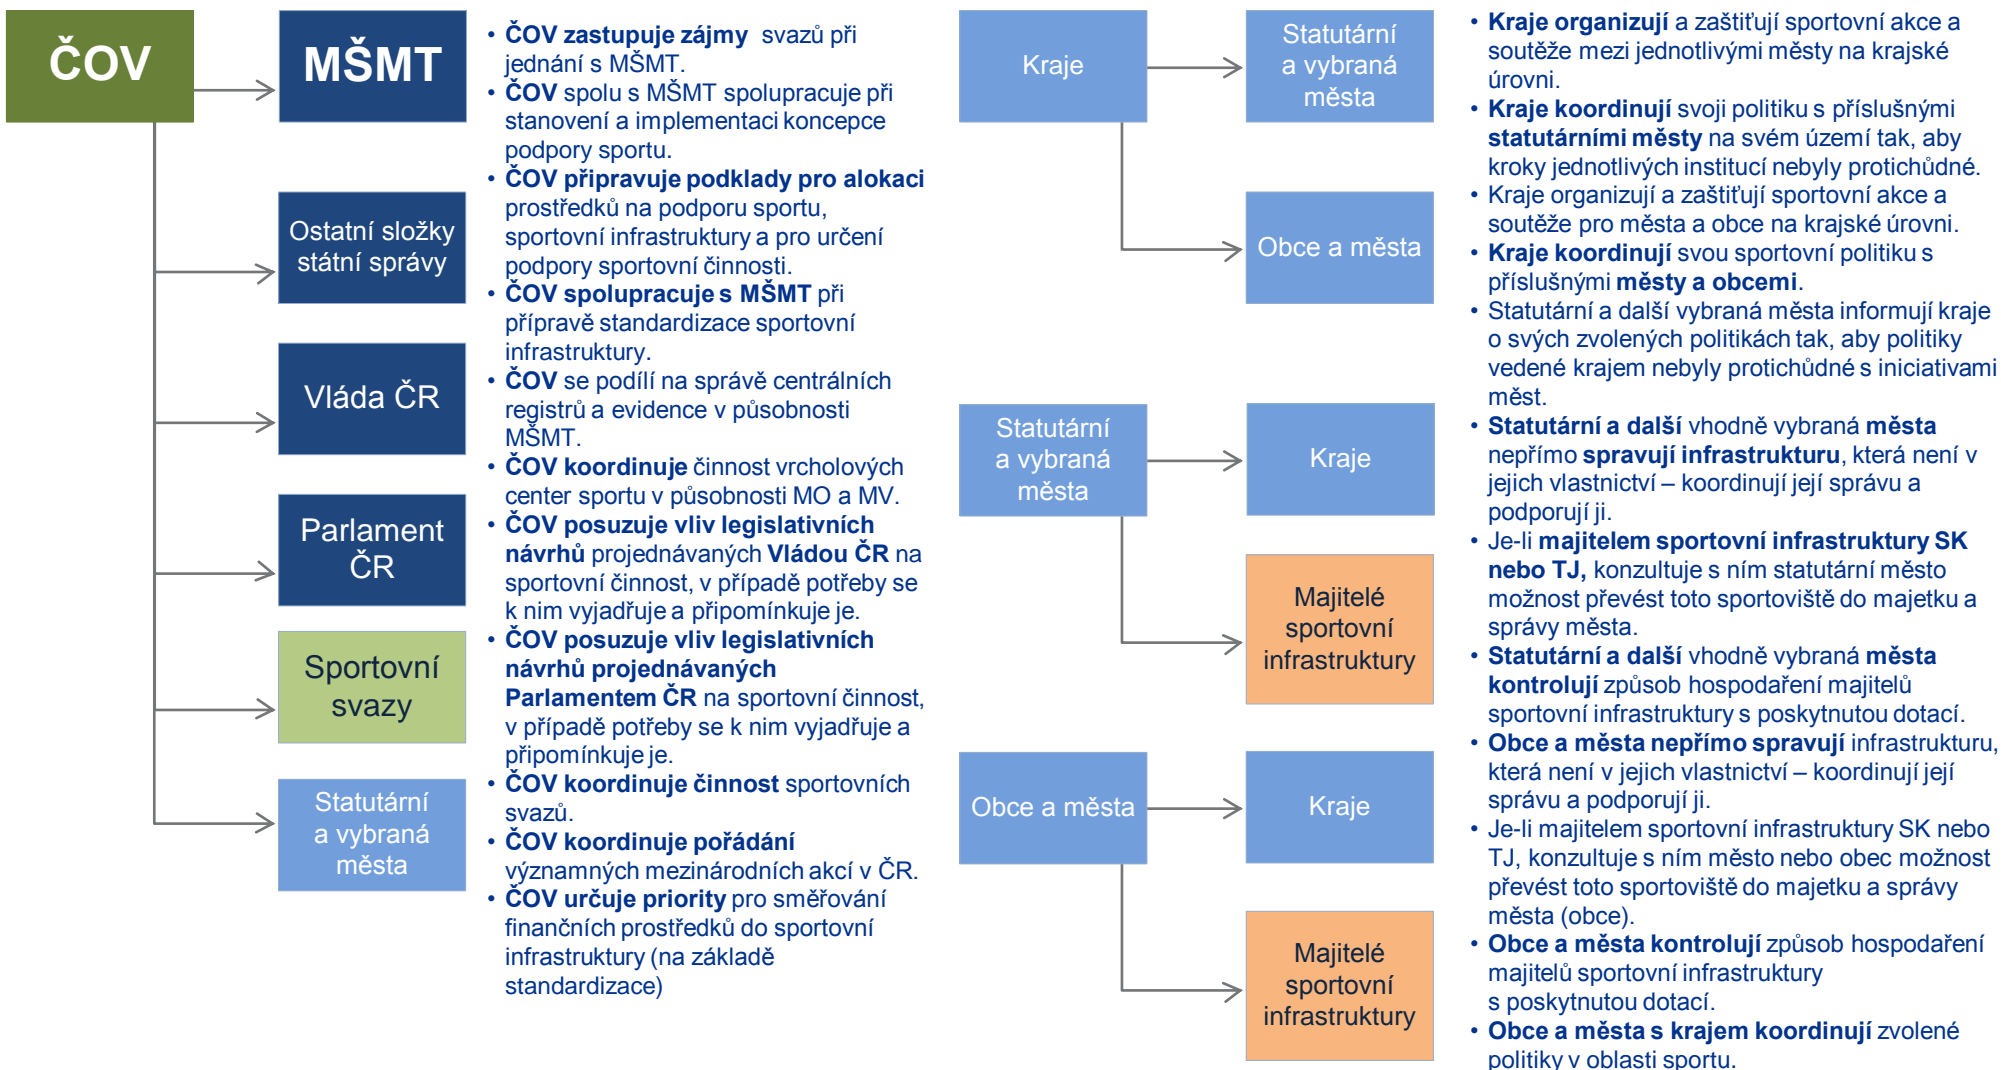 ČOV
MŠMT
Ostatní složky
státní správy
Vláda ČR
Parlament
ČR
Sportovní
svazy
Statutární
a vybraná
města
• ČOV zastupuje zájmy svazů při
jednání s MŠMT.
• ČOV spolu s MŠMT spolupracuje při
stanovení a implementaci koncepce
podpory sportu.
• ČOV připravuje podklady pro alokaci
prostředků na podporu sportu,
sportovní infrastruktury a pro určení
podpory sportovní činnosti.
• ČOV spolupracuje s MŠMT při
přípravě standardizace sportovní
infrastruktury.
• ČOV se podílí na správě centrálních
registrů a evidence v působnosti
MŠMT.
• ČOV koordinuje činnost vrcholových
center sportu v působnosti MO a MV.
• ČOV posuzuje vliv legislativních
návrhů projednávaných Vládou ČR na
sportovní činnost, v případě potřeby se
k nim vyjadřuje a připomínkuje je.
• ČOV posuzuje vliv legislativních
návrhů projednávaných
Parlamentem ČR na sportovní činnost,
v případě potřeby se k nim vyjadřuje a
připomínkuje je.
• ČOV koordinuje činnost sportovních
svazů.
• ČOV koordinuje pořádání
významných mezinárodních akcí v ČR.
• ČOV určuje priority pro směřování
finančních prostředků do sportovní
infrastruktury (na základě
standardizace)
Kraje
Statutární
a vybraná
města
Obce a města
Statutární
a vybraná
města
Kraje
Majitelé
sportovní
infrastruktury
Obce a města
Kraje
Majitelé
sportovní
infrastruktury
• Kraje organizují a zaštiťují sportovní akce a
soutěže mezi jednotlivými městy na krajské
úrovni.
• Kraje koordinují svoji politiku s příslušnými
statutárními městy na svém území tak, aby
kroky jednotlivých institucí nebyly protichůdné.
• Kraje organizují a zaštiťují sportovní akce a
soutěže pro města a obce na krajské úrovni.
• Kraje koordinují svou sportovní politiku s
příslušnými městy a obcemi.
• Statutární a další vybraná města informují kraje
o svých zvolených politikách tak, aby politiky
vedené krajem nebyly protichůdné s iniciativami
měst.
• Statutární a další vhodně vybraná města
nepřímo spravují infrastrukturu, která není v
jejich vlastnictví – koordinují její správu a
podporují ji.
• Je-li majitelem sportovní infrastruktury SK
nebo TJ, konzultuje s ním statutární město
možnost převést toto sportoviště do majetku a
správy města.
• Statutární a další vhodně vybraná města
kontrolují způsob hospodaření majitelů
sportovní infrastruktury s poskytnutou dotací.
• Obce a města nepřímo spravují infrastrukturu,
která není v jejich vlastnictví – koordinují její
správu a podporují ji.
• Je-li majitelem sportovní infrastruktury SK nebo
TJ, konzultuje s ním město nebo obec možnost
převést toto sportoviště do majetku a správy
města (obce).
• Obce a města kontrolují způsob hospodaření
majitelů sportovní infrastruktury
s poskytnutou dotací.
• Obce a města s krajem koordinují zvolené
politiky v oblasti sportu.